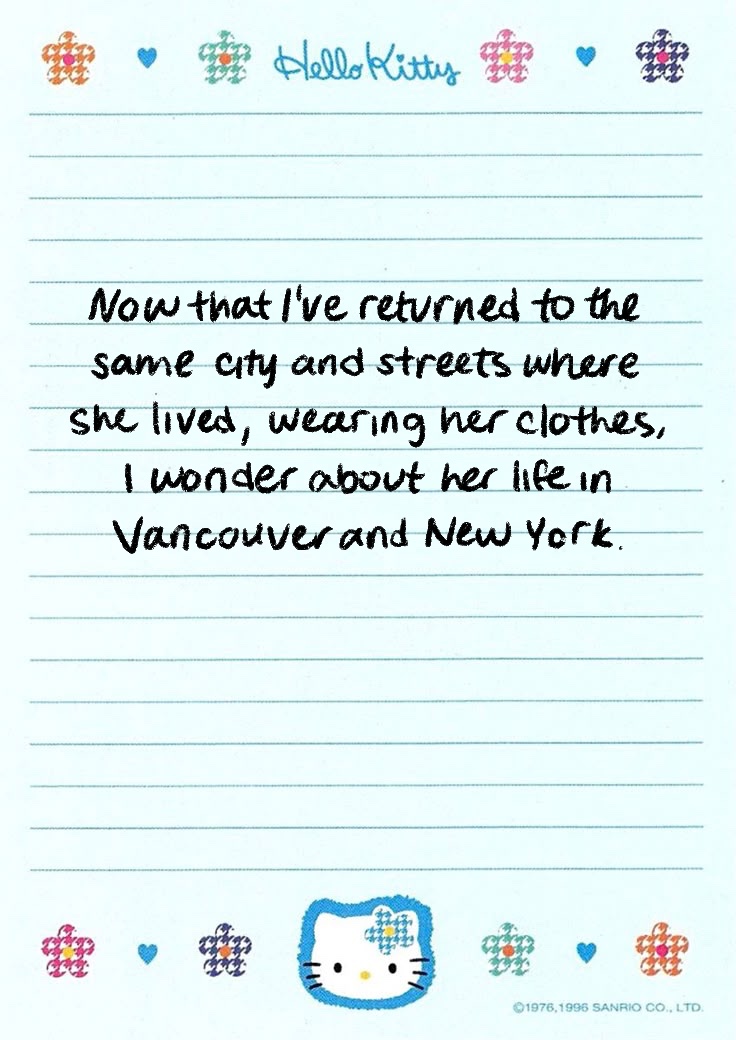 Hello Kitty
Now that I've returned to the
same city and streets where
she lived, wearing her clothes,
I wonder about her life in
Vancouver and New York.
©1976,1996 SANRIO CO., LTD.